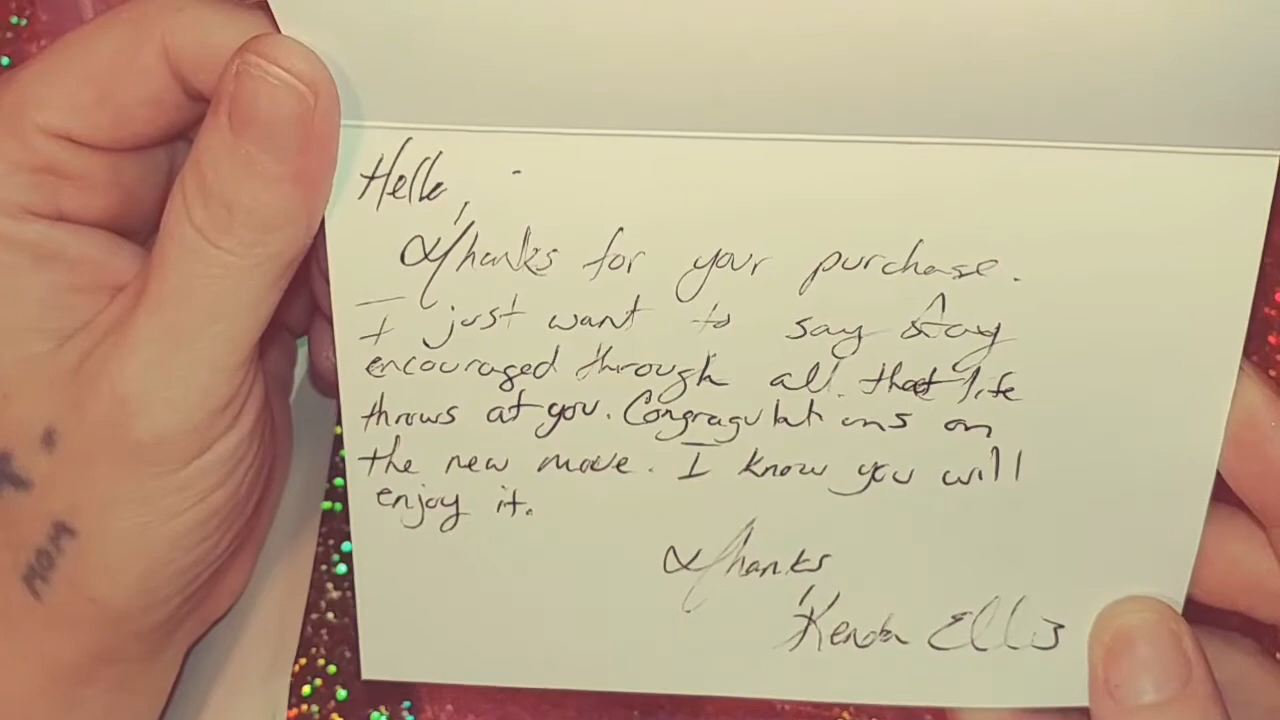 Hello,
Thanks for your purchase.
I just want to say stay
encouraged through all that life
throws at you. Congragulations on
the new move. I know you will
enjoy it.
Thanks,
Ellis
MOM